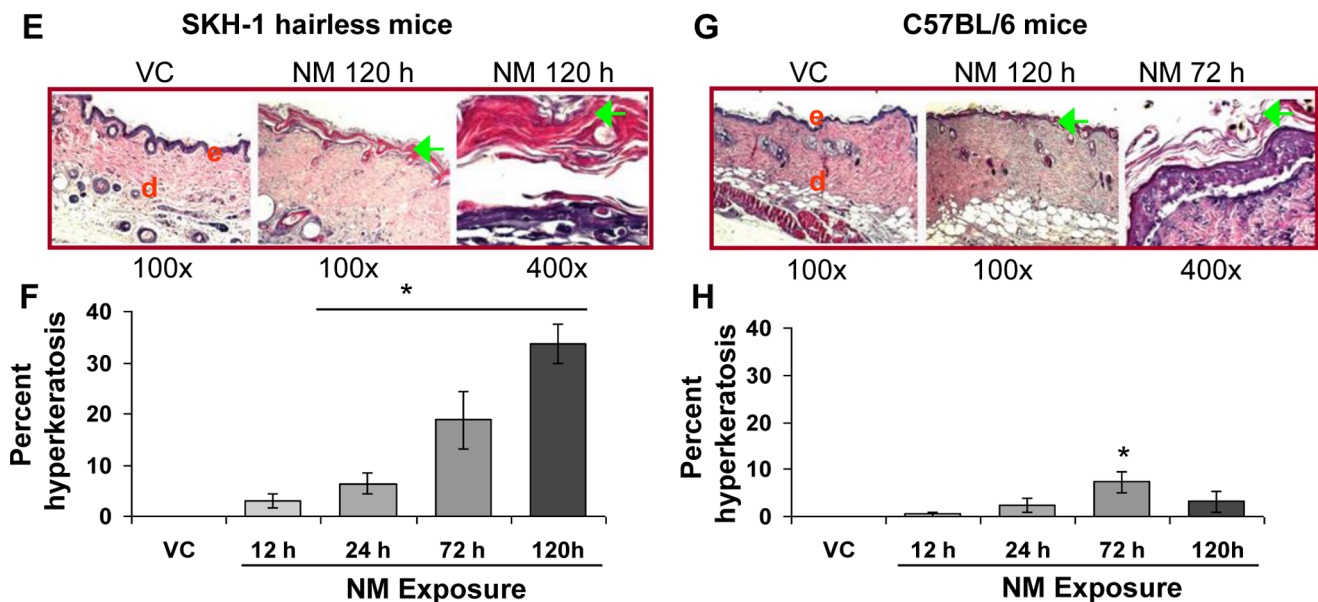 E SKH-1 hairless mice
VC NM 120 h NM 120 h
e
d
100x 100x 400x
F
*
Percent
hyperkeratosis
40
30
20
10
0
VC 12 h 24 h 72 h 120h
NM Exposure
G C57BL/6 mice
VC NM 120 h NM 72 h
e
d
100x 100x 400x
H
Percent
hyperkeratosis
40
30
20
10
0
*
VC 12 h 24 h 72 h 120h
NM Exposure